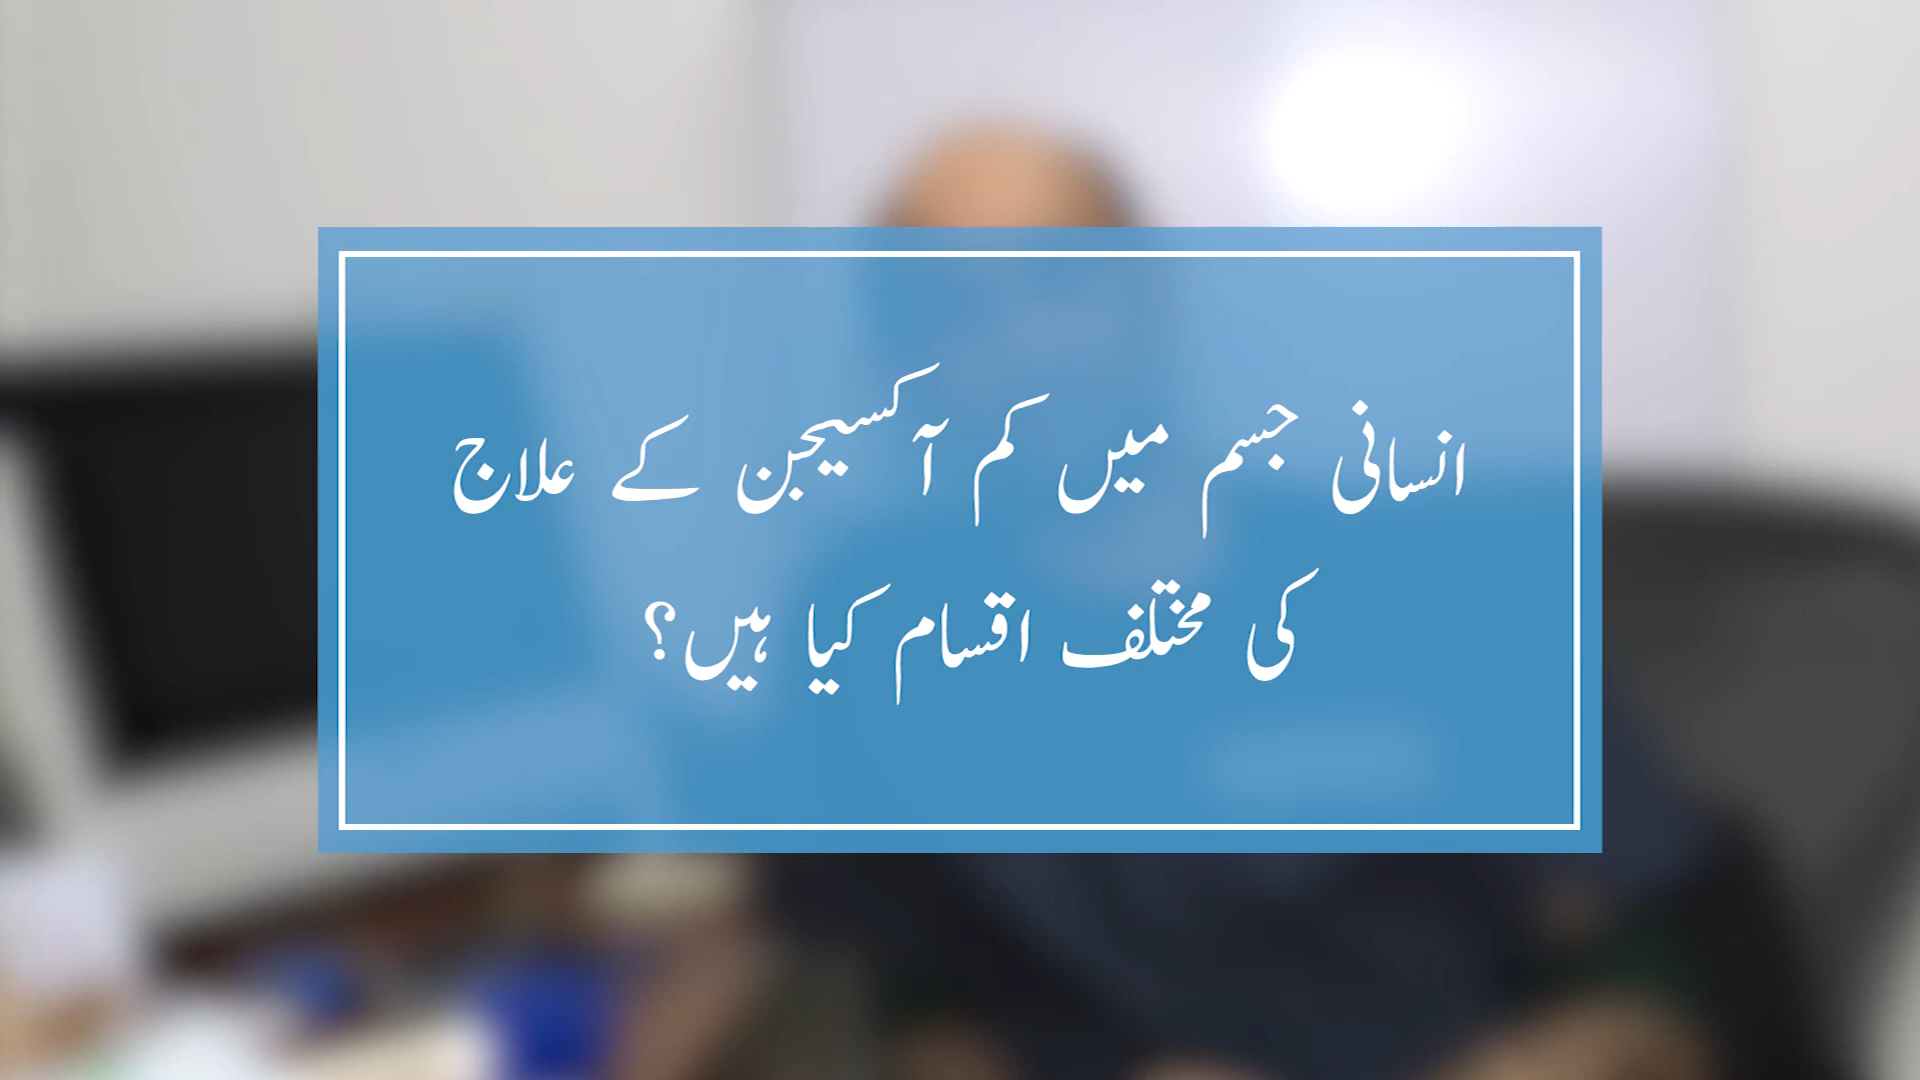 انسانی جسم میں کم آکسیجن کے علاج
کی مختلف اقسام کیا ہیں؟